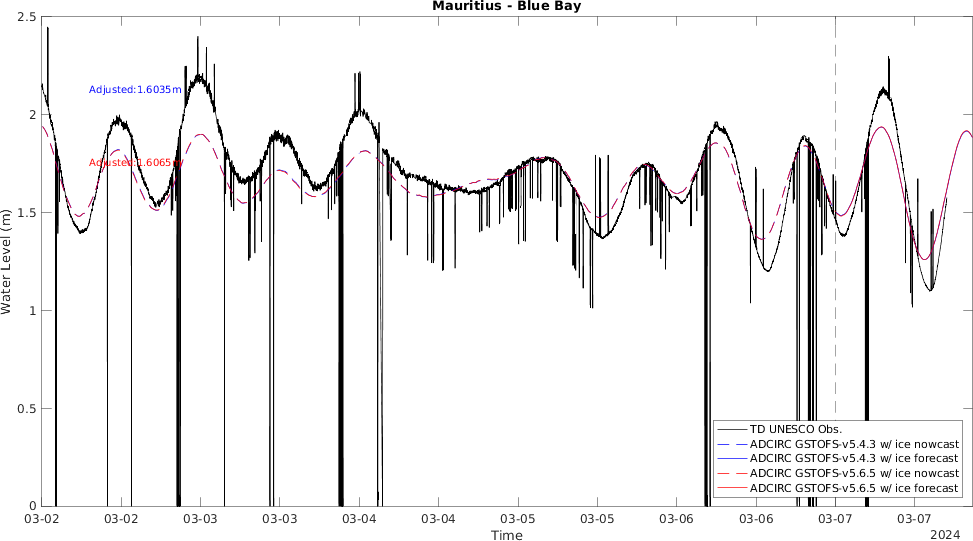 Mauritius - Blue Bay
2.5
2
1.5
1
0.5
0
Water Level (m)
Adjusted:1.6035m
Adjusted:1.6065m
TD UNESCO Obs.
ADCIRC GSTOFS-v5.4.3 w/ ice nowcast
ADCIRC GSTOFS-v5.4.3 w/ ice forecast
ADCIRC GSTOFS-v5.6.5 w/ ice nowcast
ADCIRC GSTOFS-v5.6.5 w/ ice forecast
03-02 03-02 03-03 03-03 03-04 03-04 03-05 03-05 03-06 03-06 03-07 03-07
Time
2024